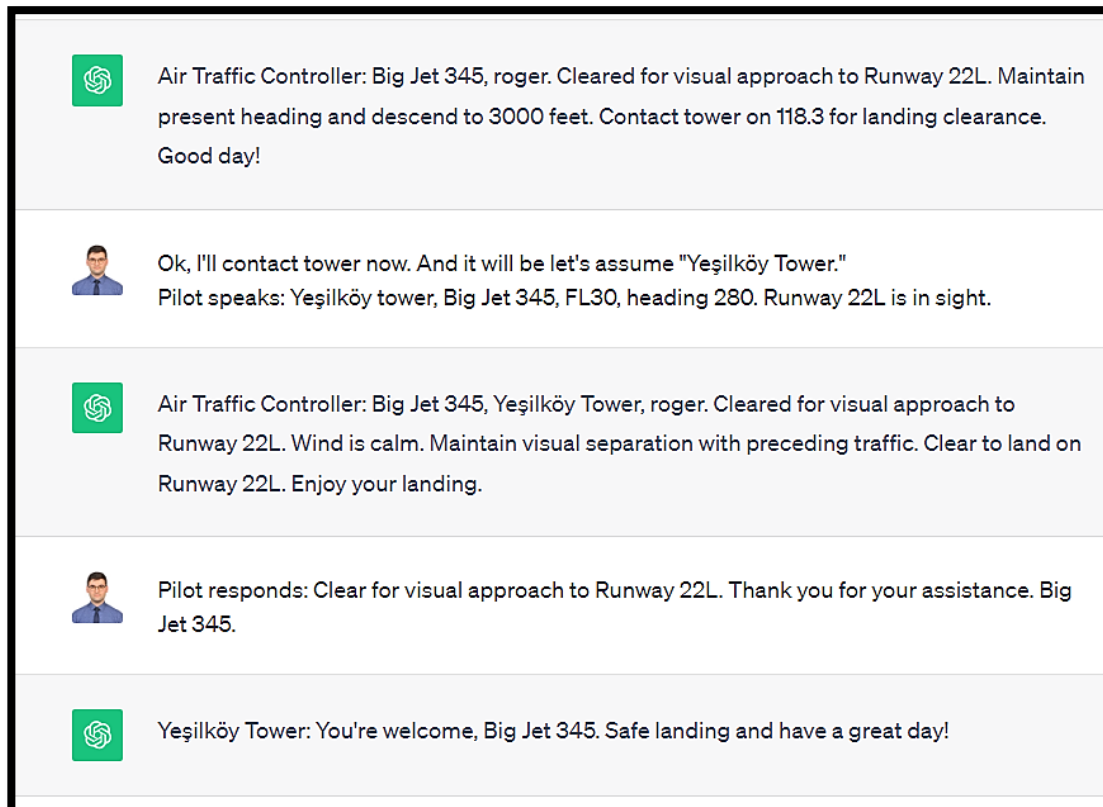 Air Traffic Controller: Big Jet 345, roger. Cleared for visual approach to Runway 22L. Maintain
present heading and descend to 3000 feet. Contact tower on 118.3 for landing clearance.
Good day!
Ok, I'll contact tower now. And it will be let's assume "Yeşilköy Tower."
Pilot speaks: Yeşilköy tower, Big Jet 345, FL30, heading 280. Runway 22L is in sight.
Air Traffic Controller: Big Jet 345, Yeşilköy Tower, roger. Cleared for visual approach to
Runway 22L. Wind is calm. Maintain visual separation with preceding traffic. Clear to land on
Runway 22L. Enjoy your landing.
Pilot responds: Clear for visual approach to Runway 22L. Thank you for your assistance. Big
Jet 345.
Yeşilköy Tower: You're welcome, Big Jet 345. Safe landing and have a great day!